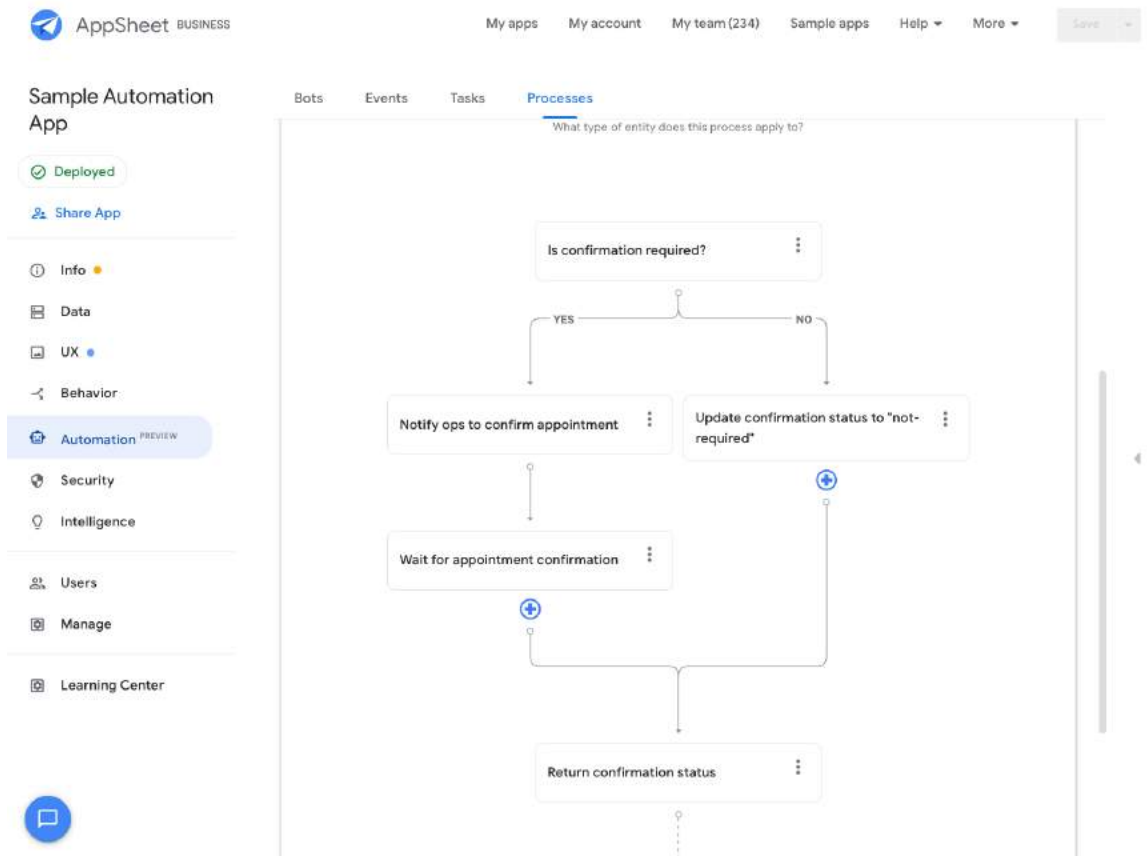 AppSheet BUSINESS
My apps My account My team (234) Sample apps Help More Save
Sample Automation
App
Bots Events Tasks Processes
What type of entity does this process apply to?
Deployed
Share App
Info
Data
UX
Behavior
Automation PREVIEW
Security
Intelligence
Users
Manage
Learning Center
Is confirmation required?
YES NO
Notify ops to confirm appointment
Update confirmation status to "not-
required"
Wait for appointment confirmation
Return confirmation status